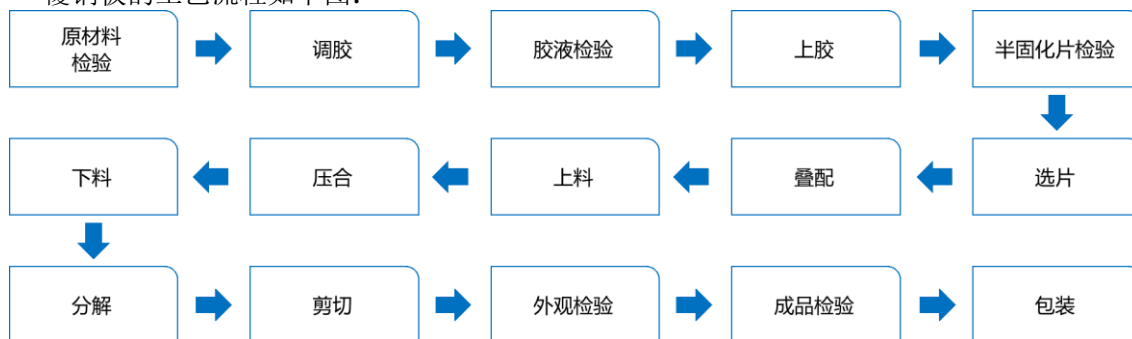 原材料
检验
调胶
胶液检验
上胶
半固化片检验
下料
压合
上料
叠配
选片
分解
剪切
外观检验
成品检验
包装